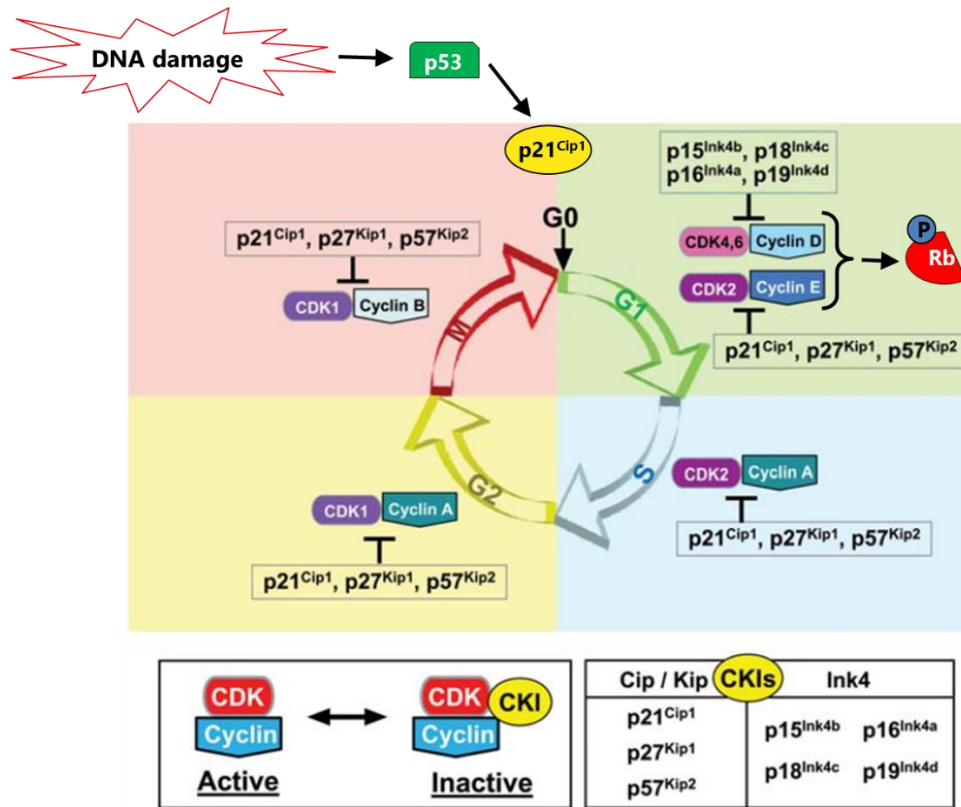 DNA damage
p53
p21Cip1
p15Ink4b, p18Ink4c
p16Ink4a, p19Ink4d
G0
CDK4,6 Cyclin D
P
Rb
CDK2 Cyclin E
p21Cip1, p27Kip1, p57Kip2
p21Cip1, p27Kip1, p57Kip2
CDK1 Cyclin B
M
G1
G2
S
CDK2 Cyclin A
p21Cip1, p27Kip1, p57Kip2
CDK1 Cyclin A
p21Cip1, p27Kip1, p57Kip2
CDK
Cyclin
Active
CDK
CKI
Cyclin
Inactive
Cip / Kip CKIs Ink4
p21Cip1
p27Kip1
p57Kip2
p15Ink4b p16Ink4a
p18Ink4c p19Ink4d